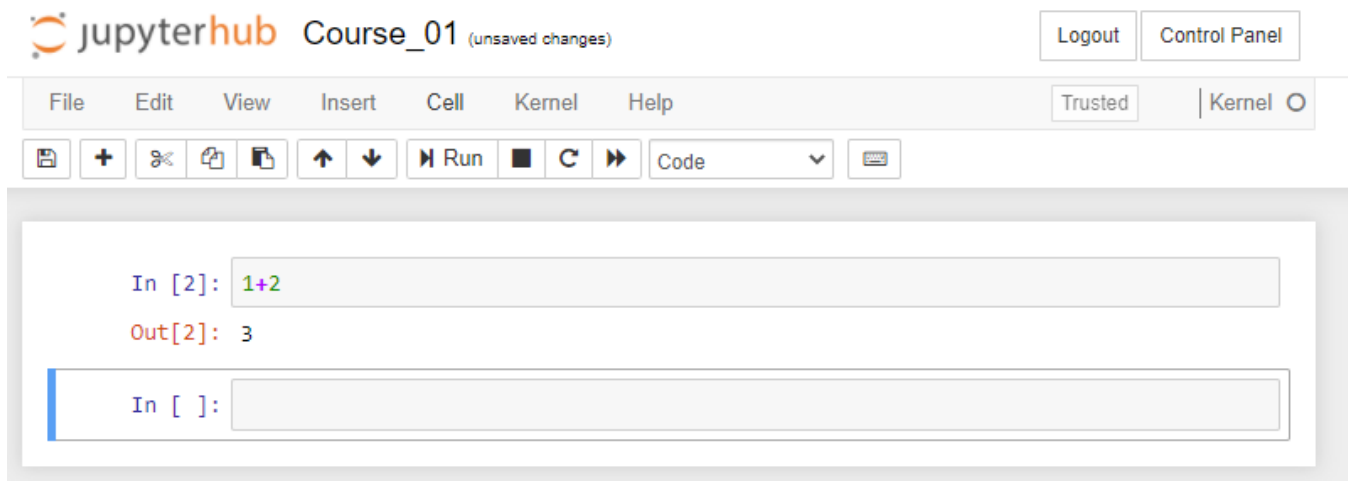 jupyterhub Course_01 (unsaved changes) Logout Control Panel
File Edit View Insert Cell Kernel Help Trusted Kernel
Run Code
In [2]: 1+2
Out[2]: 3
In [ ]: